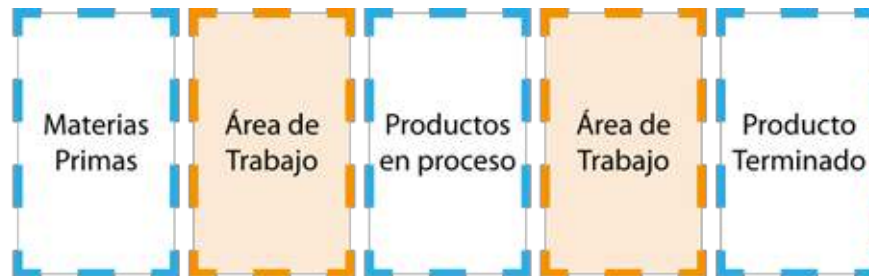 Materias
Primas
Área de
Trabajo
Productos
en proceso
Área de
Trabajo
Producto
Terminado